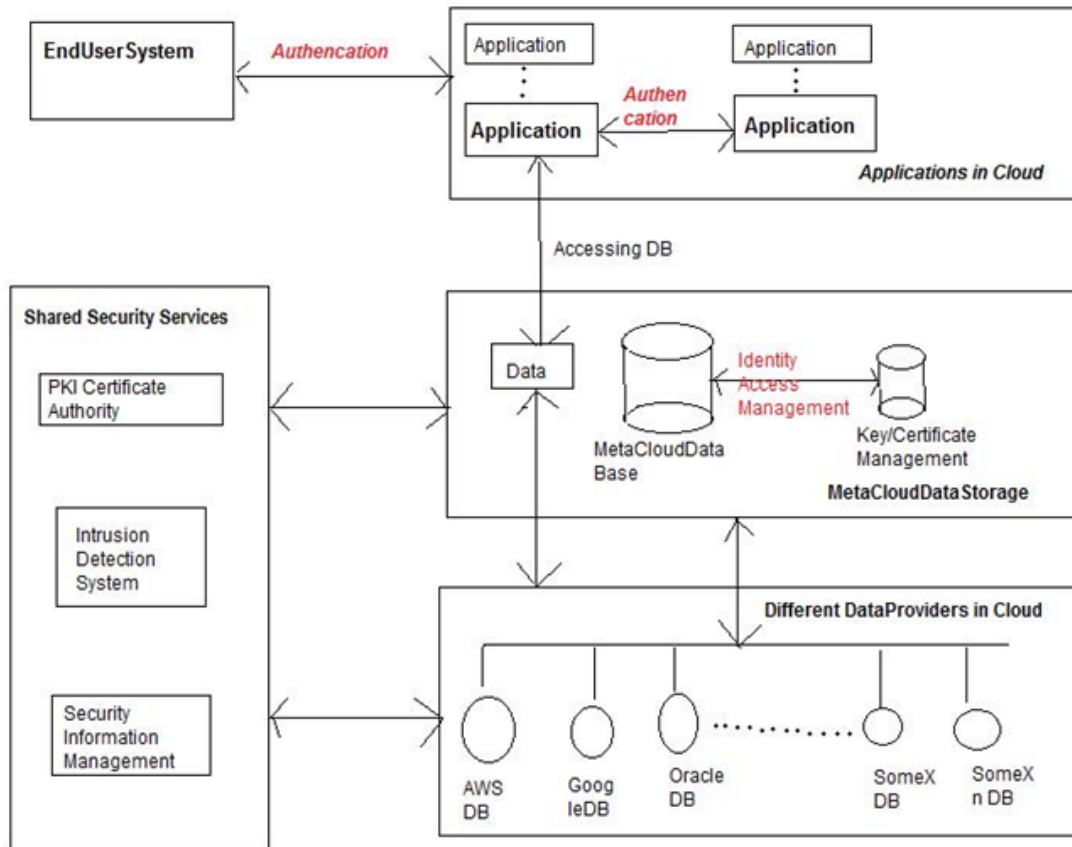 EndUserSystem
Authencation
Application
Application
Authen
cation
Application
Application
Applications in Cloud
Accessing DB
Shared Security Services
PKI Certificate
Authority
Intrusion
Detection
System
Security
Information
Management
Data
MetaCloudData
Base
Identity
Access
Management
Key/Certificate
Management
MetaCloudDataStorage
Different DataProviders in Cloud
AWS
DB
Goog
leDB
Oracle
DB
SomeX
DB
SomeX
n DB